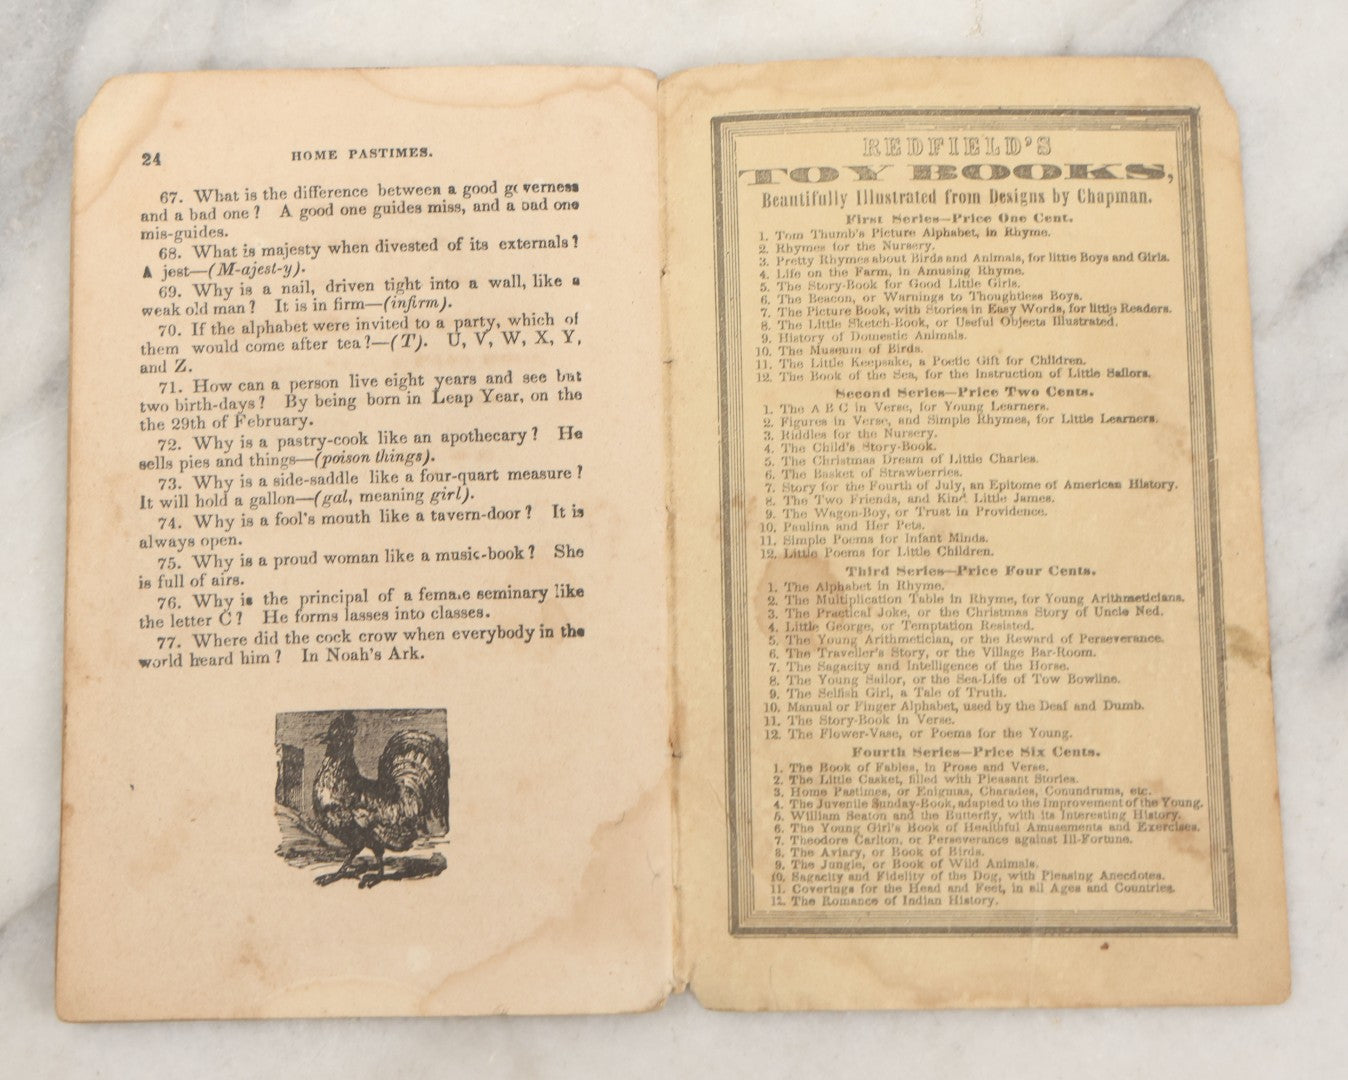 24
HOME PASTIMES.
67. What is the difference between a good governess
and a bad one? A good one guides miss, and a bad one
mis-guides.
68. What is majesty when divested of its externals?
A jest—(M-ajest-y).
69. Why is a nail, driven tight into a wall, like a
weak old man? It is in firm—(infirm).
70. If the alphabet were invited to a party, which of
them would come after tea?—(T). U, V, W, X, Y,
and Z.
71. How can a person live eight years and see but
two birth-days? By being born in Leap Year, on the
the 29th of February.
72. Why is a pastry-cook like an apothecary? He
sells pies and things—(poison things).
73. Why is a side-saddle like a four-quart measure?
It will hold a gallon—(gal, meaning girl).
74. Why is a fool's mouth like a tavern-door? It is
always open.
75. Why is a proud woman like a music-book? She
is full of airs.
76. Why is the principal of a female seminary like
the letter C? He forms lasses into classes.
77. Where did the cock crow when everybody in the
world heard him? In Noah's Ark.
REDFIELD'S
TOY BOOKS,
Beautifully Illustrated from Designs by Chapman.
First Series—Price One Cent.
1. Tom Thumb's Picture Alphabet, in Rhyme.
2. Rhymes for the Nursery.
3. Pretty Rhymes about Birds and Animals, for little Boys and Girls.
4. Life on the Farm, in Amusing Rhyme.
5. The Story-Book for Good Little Girls.
6. The Beacon, or Warnings to Thoughtless Boys.
7. The Picture Book, with Stories in Easy Words, for little Readers.
8. The Little Sketch-Book, or Useful Objects Illustrated.
9. History of Domestic Animals.
10. The Museum of Birds.
11. The Little Keepsake, a Poetic Gift for Children.
12. The Book of the Sea, for the Instruction of Little Sailors.
Second Series—Price Two Cents.
1. The A B C in Verse, for Young Learners.
2. Figures in Verse, and Simple Rhymes, for Little Learners.
3. Riddles for the Nursery.
4. The Child's Story-Book.
5. The Christmas Dream of Little Charles.
6. The Basket of Strawberries.
7. Story for the Fourth of July, an Epitome of American History.
8. The Two Friends, and Kind Little James.
9. The Wagon-Boy, or Trust in Providence.
10. Paulina and Her Pets.
11. Simple Poems for Infant Minds.
12. Little Poems for Little Children.
Third Series—Price Four Cents.
1. The Alphabet in Rhyme.
2. The Multiplication Table in Rhyme, for Young Arithmeticians.
3. The Practical Joke, or the Christmas Story of Uncle Ned.
4. Little George, or Temptation Resisted.
5. The Young Arithmetician, or the Reward of Perseverance.
6. The Traveller's Story, or the Village Bar-Room.
7. The Sagacity and Intelligence of the Horse.
8. The Young Sailor, or the Sea-Life of Tom Bowline.
9. The Selfish Girl, a Tale of Truth.
10. Manual or Finger Alphabet, used by the Deaf and Dumb.
11. The Story-Book in Verse.
12. The Flower-Vase, or Poems for the Young.
Fourth Series—Price Six Cents.
1. The Book of Fables, in Prose and Verse.
2. The Little Casket, filled with Pleasant Stories.
3. Home Pastimes, or Enigmas, Charades, Conundrums, etc.
4. The Juvenile Sunday-Book, adapted to the Improvement of the Young.
5. William Seaton and the Butterfly, with its Interesting History.
6. The Young Girl's Book of Healthful Amusements and Exercises.
7. Theodore Carlton, or Perseverance against Ill-Fortune.
8. The Aviary, or Book of Birds.
9. The Jungle, or Book of Wild Animals.
10. Sagacity and Fidelity of the Dog, with Pleasing Anecdotes.
11. Coverings for the Head and Feet, in all Ages and Countries.
12. The Romance of Indian History.